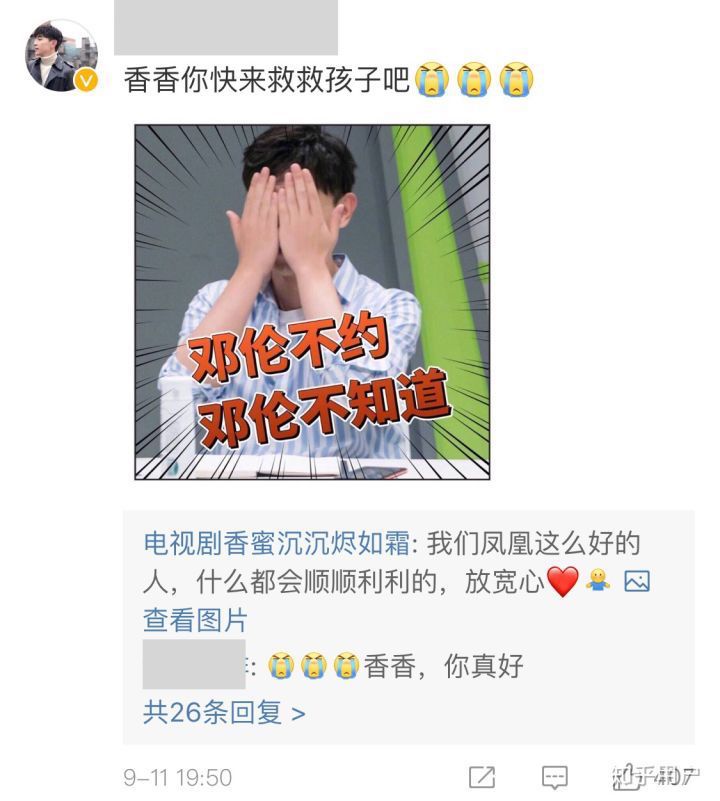 香香你快来救救孩子吧😭😭😭
邓伦不约
邓伦不知道
电视剧香蜜沉沉烬如霜: 我们凤凰这么好的
人，什么都会顺顺利利的，放宽心❤️
查看图片
: 😭😭😭香香，你真好
共26条回复 >
9-11 19:50
知乎用户
407